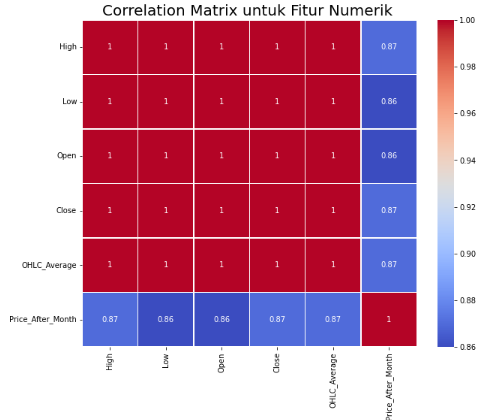 Correlation Matrix untuk Fitur Numerik
High 1 1 1 1 1 0.87
Low 1 1 1 1 1 0.86
Open 1 1 1 1 1 0.86
Close 1 1 1 1 1 0.87
OHLC_Average 1 1 1 1 1 0.87
Price_After_Month 0.87 0.86 0.86 0.87 0.87 1
High Low Open Close OHLC_Average Price_After_Month
1.00
0.98
0.96
0.94
0.92
0.90
0.88
0.86